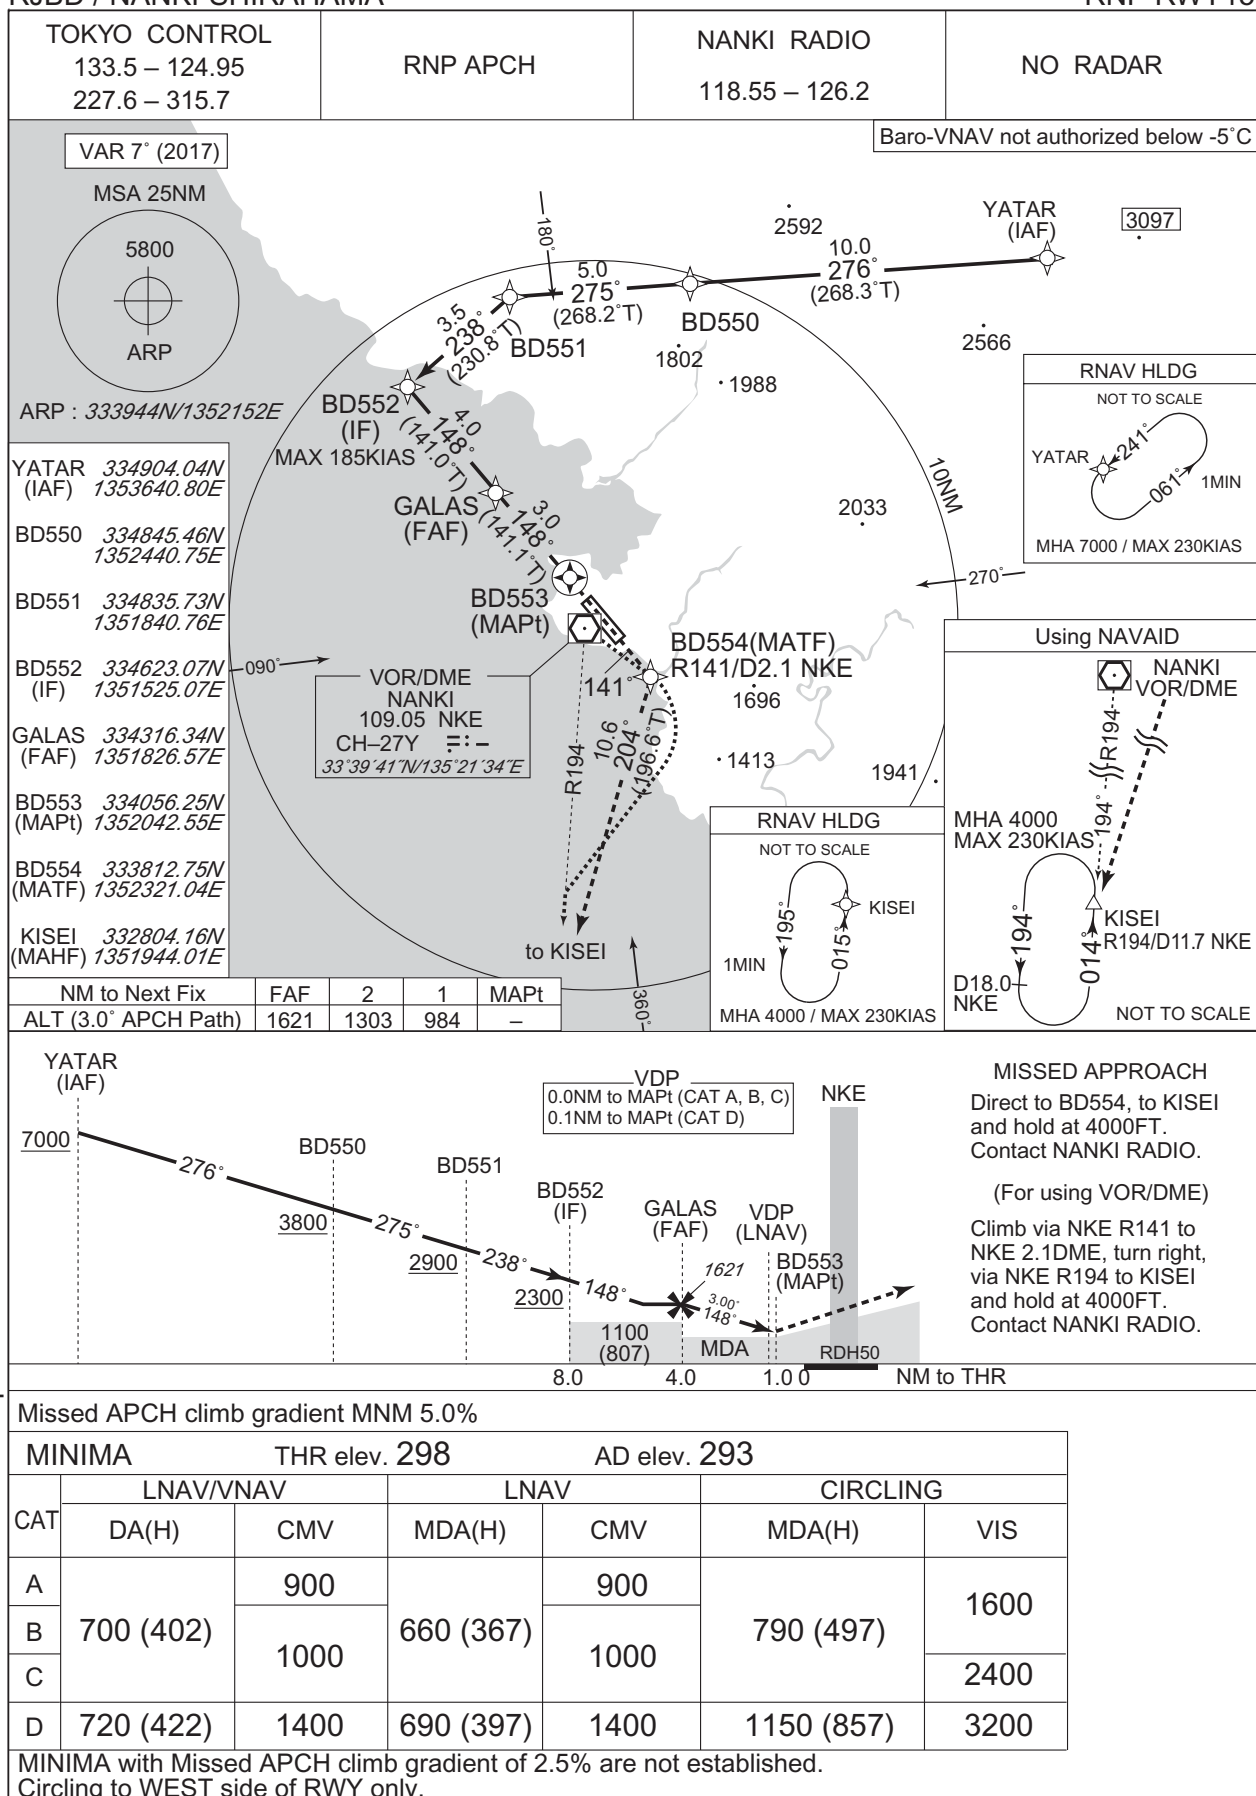 RJBD / NANKI-SHIRAHAMA
RNP RWY15
TOKYO CONTROL
133.5 – 124.95
227.6 – 315.7
RNP APCH
NANKI RADIO
118.55 – 126.2
NO RADAR
VAR 7° (2017)
Baro-VNAV not authorized below -5°C
MSA 25NM
5800
ARP
ARP : 333944N/1352152E
180°
2592
YATAR
(IAF)
3097
10.0
276°
(268.3°T)
5.0
275°
(268.2°T)
BD550
3.5
238°
(230.8°T)
BD551
1802
1988
2566
BD552
(IF)
MAX 185KIAS
4.0
148°
(141.0°T)
GALAS
(FAF)
3.0
148°
(141.1°T)
10NM
2033
270°
RNAV HLDG
NOT TO SCALE
YATAR
241°
061°
1MIN
MHA 7000 / MAX 230KIAS
YATAR 334904.04N
(IAF) 1353640.80E
BD550 334845.46N
1352440.75E
BD551 334835.73N
1351840.76E
BD552 334623.07N
(IF) 1351525.07E
GALAS 334316.34N
(FAF) 1351826.57E
BD553 334056.25N
(MAPt) 1352042.55E
BD554 333812.75N
(MATF) 1352321.04E
KISEI 332804.16N
(MAHF) 1351944.01E
090°
BD553
(MAPt)
BD554(MATF)
R141/D2.1 NKE
VOR/DME
NANKI
109.05 NKE
CH–27Y
33°39´41˝N/135°21´34˝E
141°
1696
1413
1941
R194
10.6
204°
(196.6°T)
to KISEI
360°
RNAV HLDG
NOT TO SCALE
195°
015°
KISEI
1MIN
MHA 4000 / MAX 230KIAS
Using NAVAID
NANKI
VOR/DME
R194
194°
MHA 4000
MAX 230KIAS
194°
014°
KISEI
R194/D11.7 NKE
D18.0
NKE
NOT TO SCALE
NM to Next Fix FAF 2 1 MAPt
ALT (3.0° APCH Path) 1621 1303 984 –
YATAR
(IAF)
7000
276°
BD550
3800
275°
BD551
2900
238°
BD552
(IF)
2300
148°
GALAS
(FAF)
1621
3.00°
148°
VDP
(LNAV)
BD553
(MAPt)
VDP
0.0NM to MAPt (CAT A, B, C)
0.1NM to MAPt (CAT D)
NKE
1100
(807)
MDA
RDH50
8.0 4.0 1.0 0 NM to THR
MISSED APPROACH
Direct to BD554, to KISEI
and hold at 4000FT.
Contact NANKI RADIO.
(For using VOR/DME)
Climb via NKE R141 to
NKE 2.1DME, turn right,
via NKE R194 to KISEI
and hold at 4000FT.
Contact NANKI RADIO.
Missed APCH climb gradient MNM 5.0%
MINIMA THR elev. 298 AD elev. 293
CAT LNAV/VNAV LNAV CIRCLING
DA(H) CMV MDA(H) CMV MDA(H) VIS
A 900 900
B 700 (402) 1000 660 (367) 1000 790 (497) 1600
C 2400
D 720 (422) 1400 690 (397) 1400 1150 (857) 3200
MINIMA with Missed APCH climb gradient of 2.5% are not established.
Circling to WEST side of RWY only.